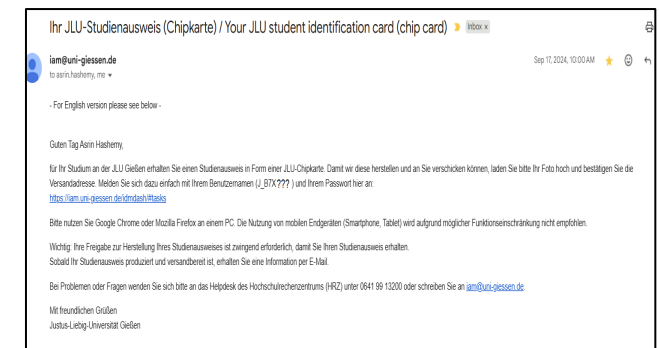 Ihr JLU-Studienausweis (Chipkarte) / Your JLU student identification card (chip card) Inbox x
iam@uni-giessen.de Sep 17, 2024, 10:00 AM
to asrin.hashemy, me
- For English version please see below -
Guten Tag Asrin Hashemy,
für Ihr Studium an der JLU Gießen erhalten Sie einen Studienausweis in Form einer JLU-Chipkarte. Damit wir diese herstellen und an Sie verschicken können, laden Sie bitte Ihr Foto hoch und bestätigen Sie die
Versandadresse. Melden Sie sich dazu einfach mit Ihrem Benutzernamen (J_B7X??? ) und Ihrem Passwort hier an:
https://iam.uni-giessen.de/idmdash/#tasks
Bitte nutzen Sie Google Chrome oder Mozilla Firefox an einem PC. Die Nutzung von mobilen Endgeräten (Smartphone, Tablet) wird aufgrund möglicher Funktionseinschränkung nicht empfohlen.
Wichtig: Ihre Freigabe zur Herstellung Ihres Studienausweises ist zwingend erforderlich, damit Sie Ihren Studienausweis erhalten.
Sobald Ihr Studienausweis produziert und versandbereit ist, erhalten Sie eine Information per E-Mail.
Bei Problemen oder Fragen wenden Sie sich bitte an das Helpdesk des Hochschulrechenzentrums (HRZ) unter 0641 99 13200 oder schreiben Sie an iam@uni-giessen.de.
Mit freundlichen Grüßen
Justus-Liebig-Universität Gießen